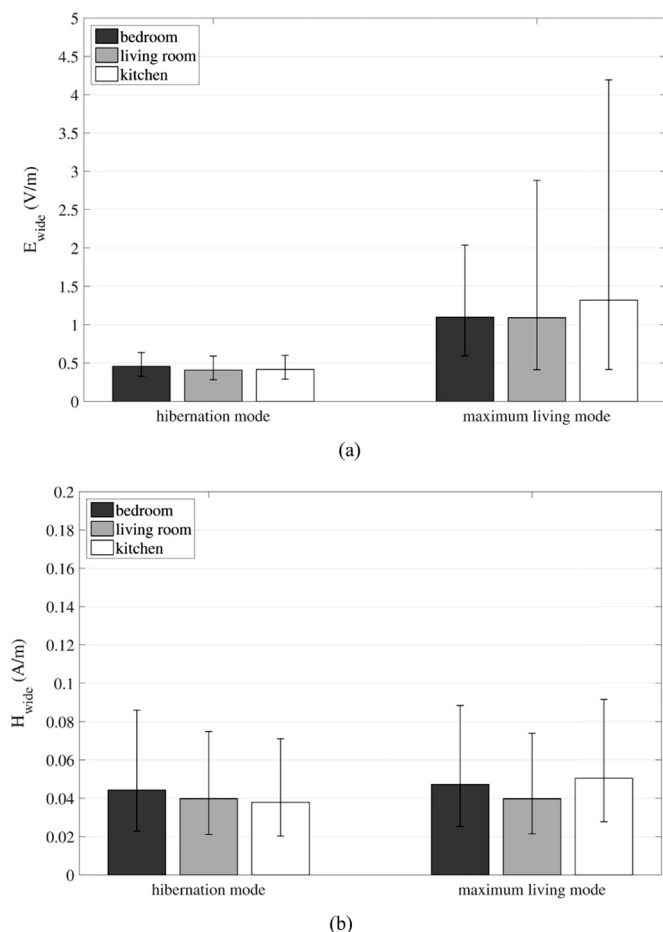 5
4.5
4
3.5
3
2.5
2
1.5
1
0.5
0
E_wide (V/m)
bedroom
living room
kitchen
hibernation mode maximum living mode
(a)
0.2
0.18
0.16
0.14
0.12
0.1
0.08
0.06
0.04
0.02
0
H_wide (A/m)
bedroom
living room
kitchen
hibernation mode maximum living mode
(b)